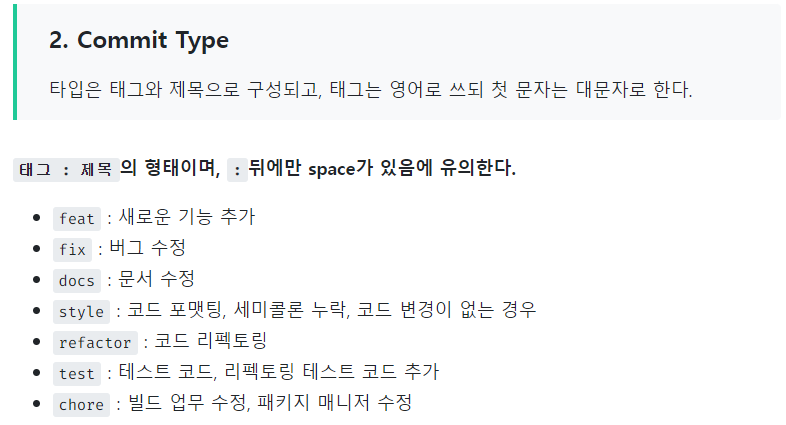 2. Commit Type
타입은 태그와 제목으로 구성되고, 태그는 영어로 쓰되 첫 문자는 대문자로 한다.
태그 : 제목의 형태이며, :뒤에만 space가 있음에 유의한다.
feat : 새로운 기능 추가
fix : 버그 수정
docs : 문서 수정
style : 코드 포맷팅, 세미콜론 누락, 코드 변경이 없는 경우
refactor : 코드 리펙토링
test : 테스트 코드, 리펙토링 테스트 코드 추가
chore : 빌드 업무 수정, 패키지 매니저 수정